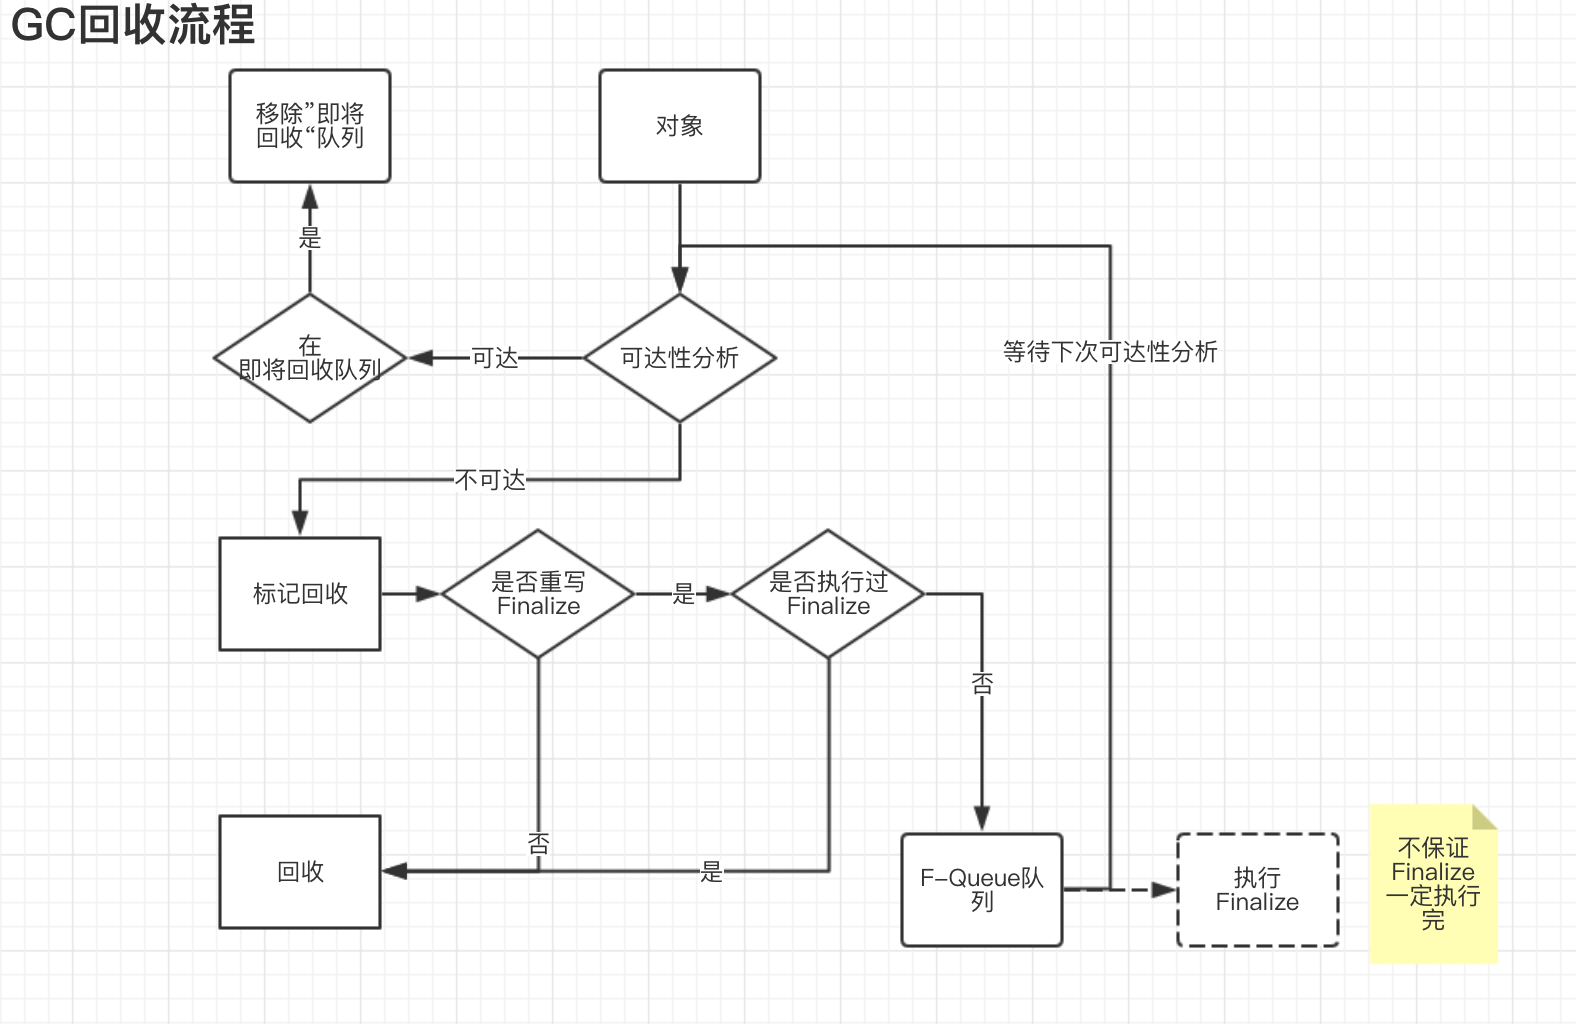 GC回收流程
移除”即将
回收“队列
对象
是
在
即将回收队列
可达
可达性分析
等待下次可达性分析
不可达
标记回收
是否重写
Finalize
是
是否执行过
Finalize
否
否
回收
是
F-Queue队
列
执行
Finalize
不保证
Finalize
一定执行
完